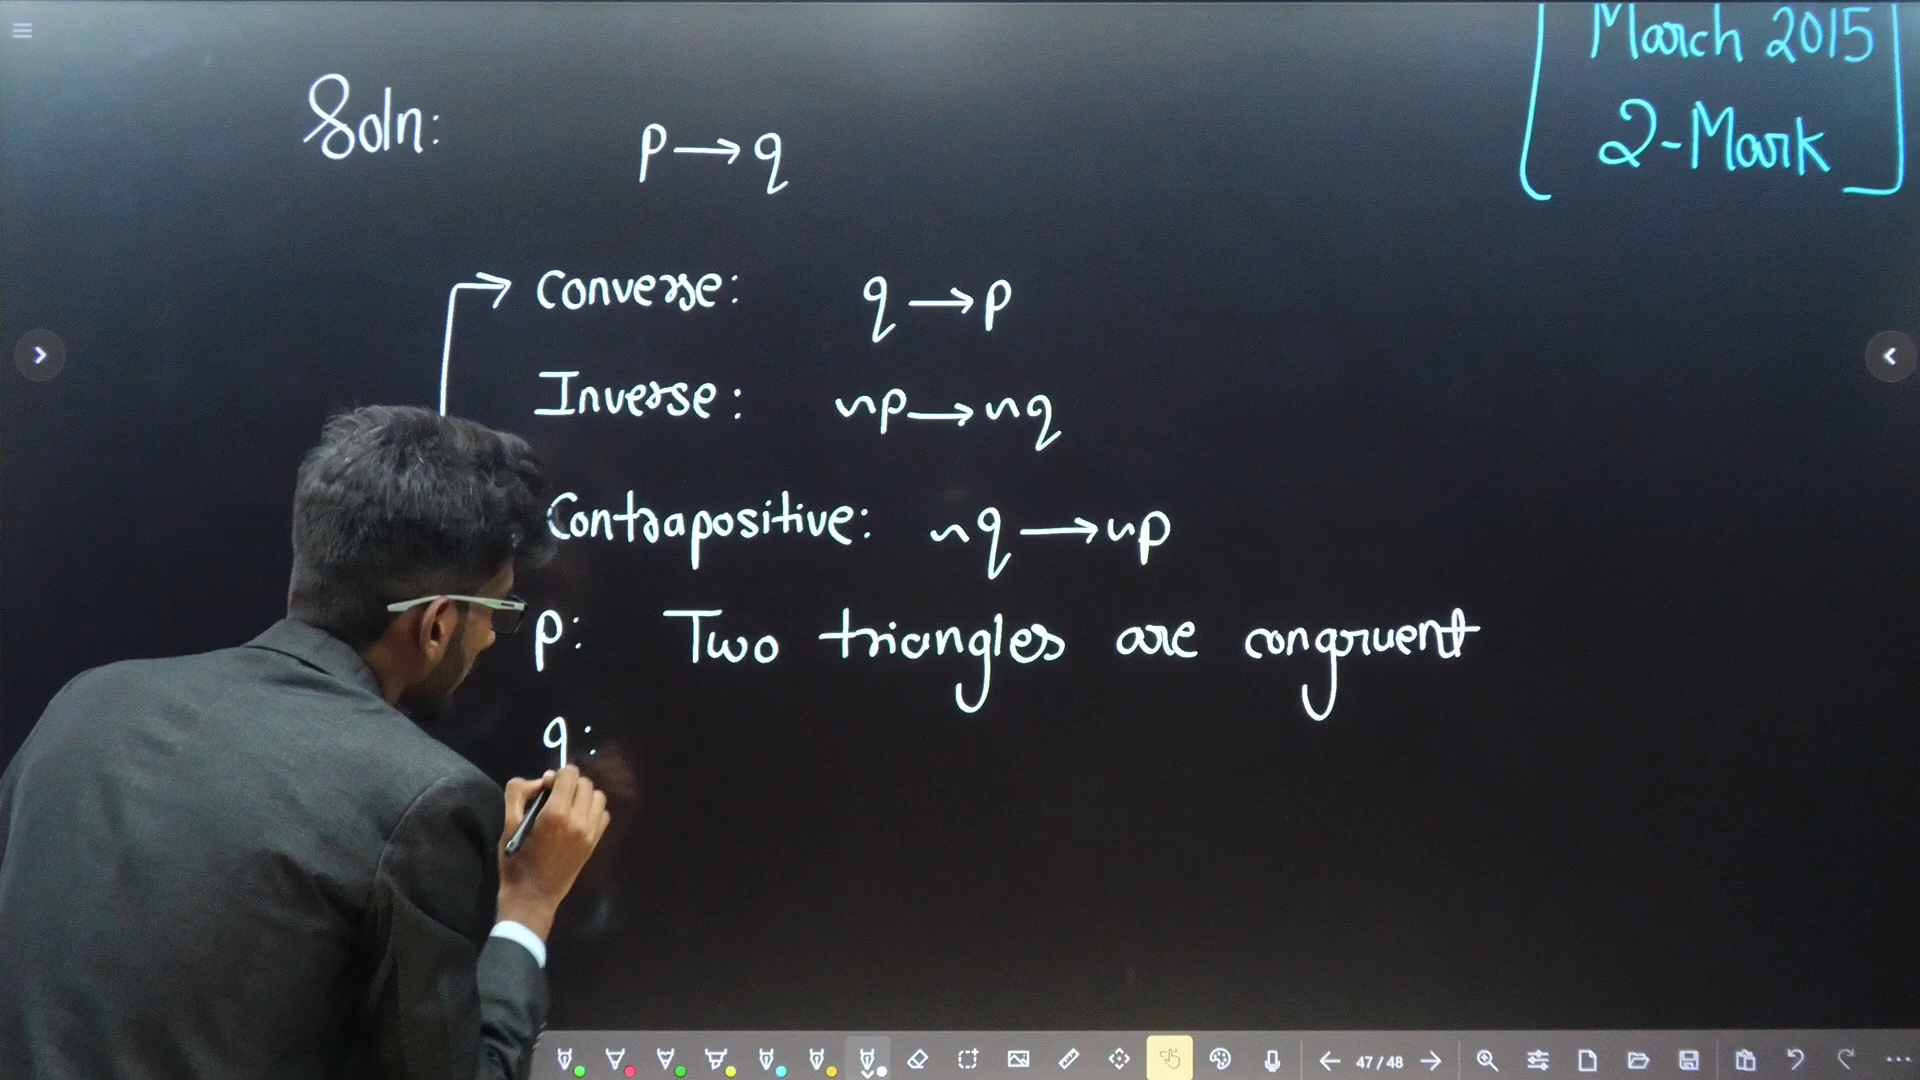 March 2015
2-Mark
Soln:
p→q
Converse: q→p
Inverse: ~p→~q
Contrapositive: ~q→~p
p: Two triangles are congruent
q:
47/48